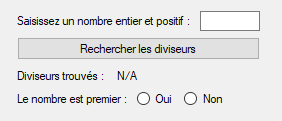 Saisissez un nombre entier et positif :
Rechercher les diviseurs
Diviseurs trouvés : N/A
Le nombre est premier : Oui Non